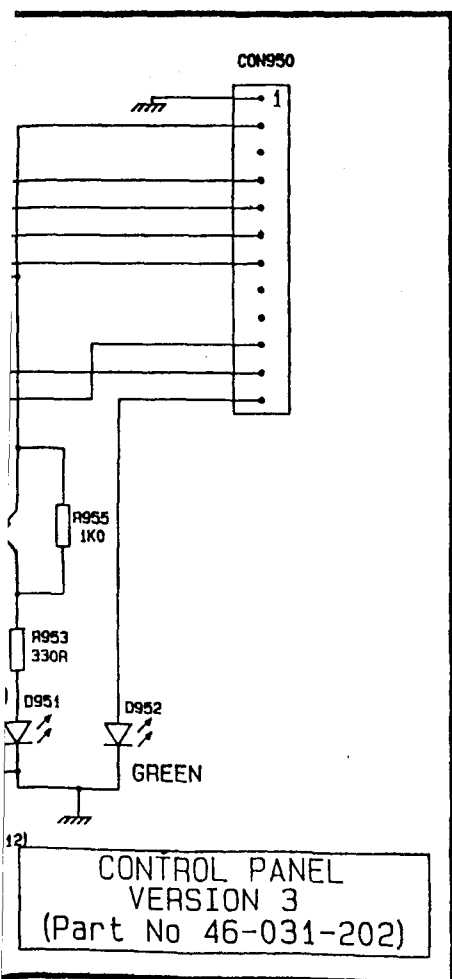 CON950
1
R955
1K0
R953
330R
D951
D952
GREEN
12)
CONTROL PANEL
VERSION 3
(Part No 46-031-202)